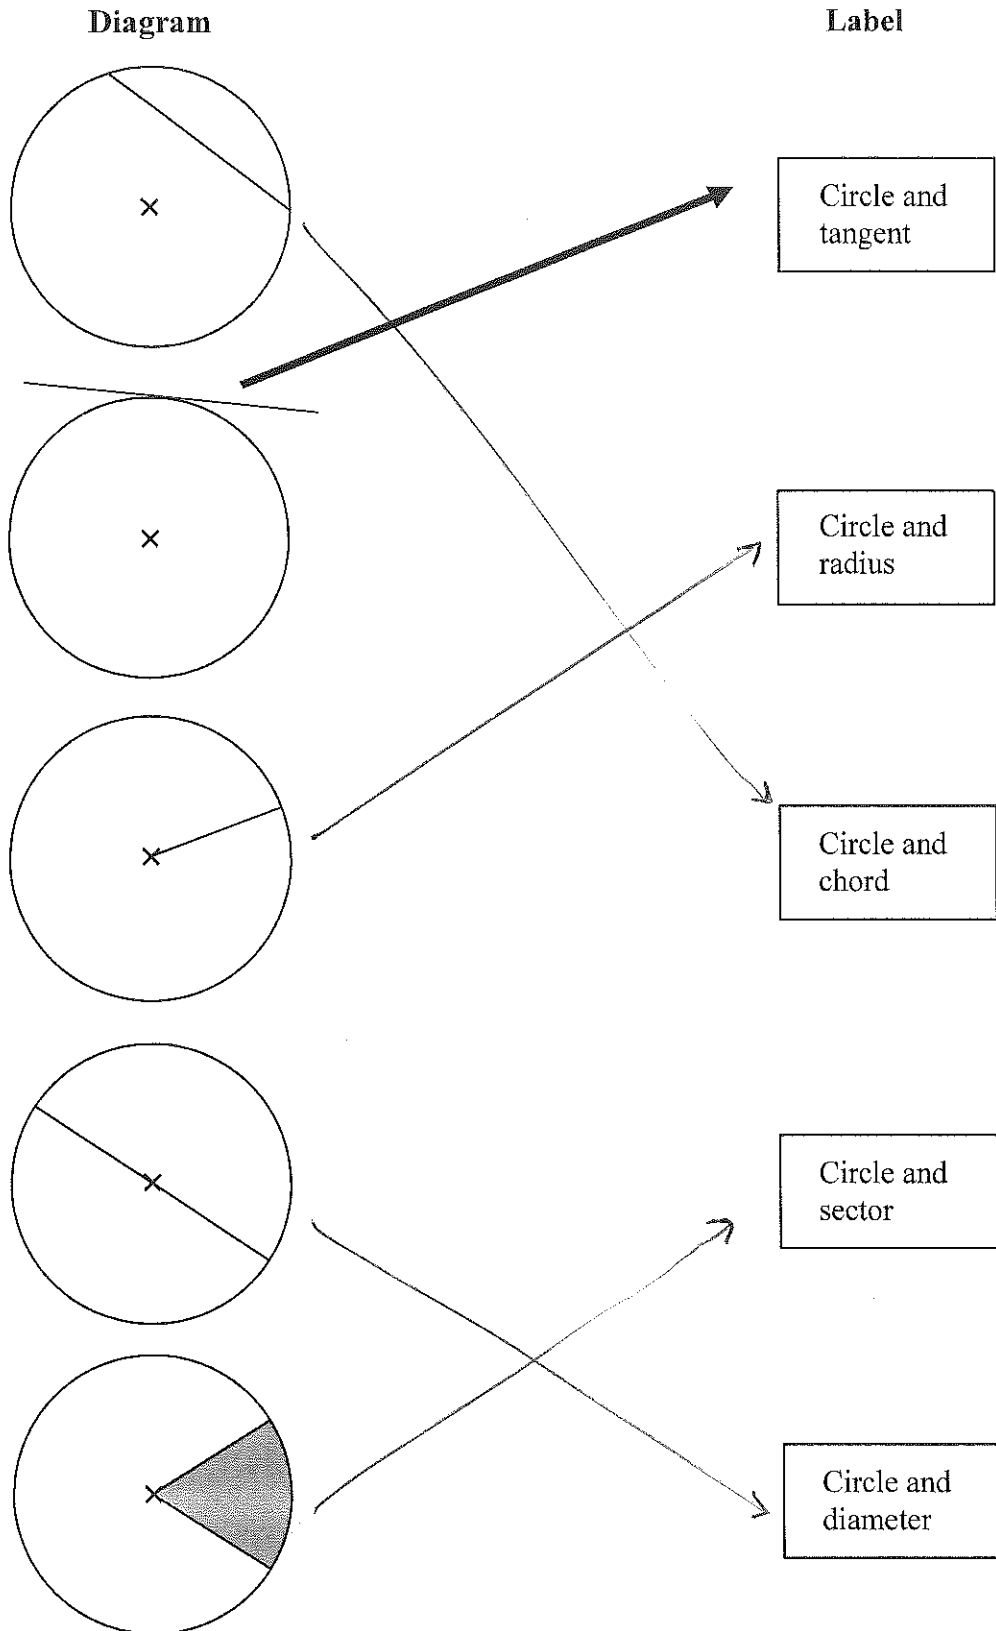 Diagram
Label
Circle and
tangent
Circle and
radius
Circle and
chord
Circle and
sector
Circle and
diameter